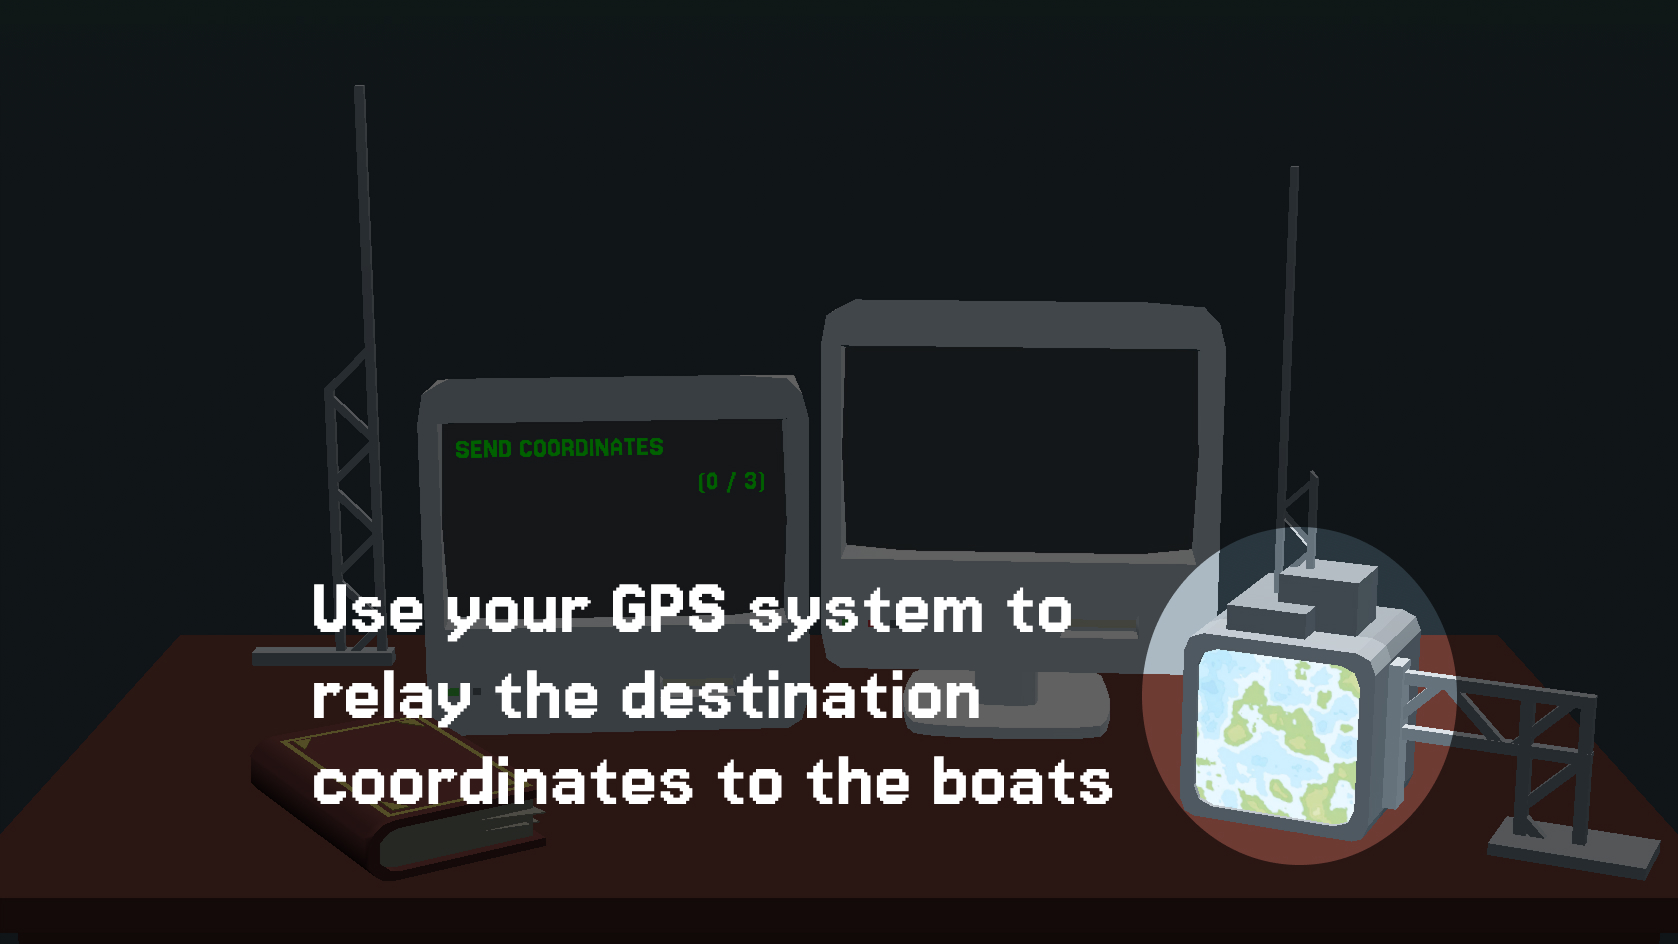 SEND COORDINATES
(0 / 3)
Use your GPS system to
relay the destination
coordinates to the boats